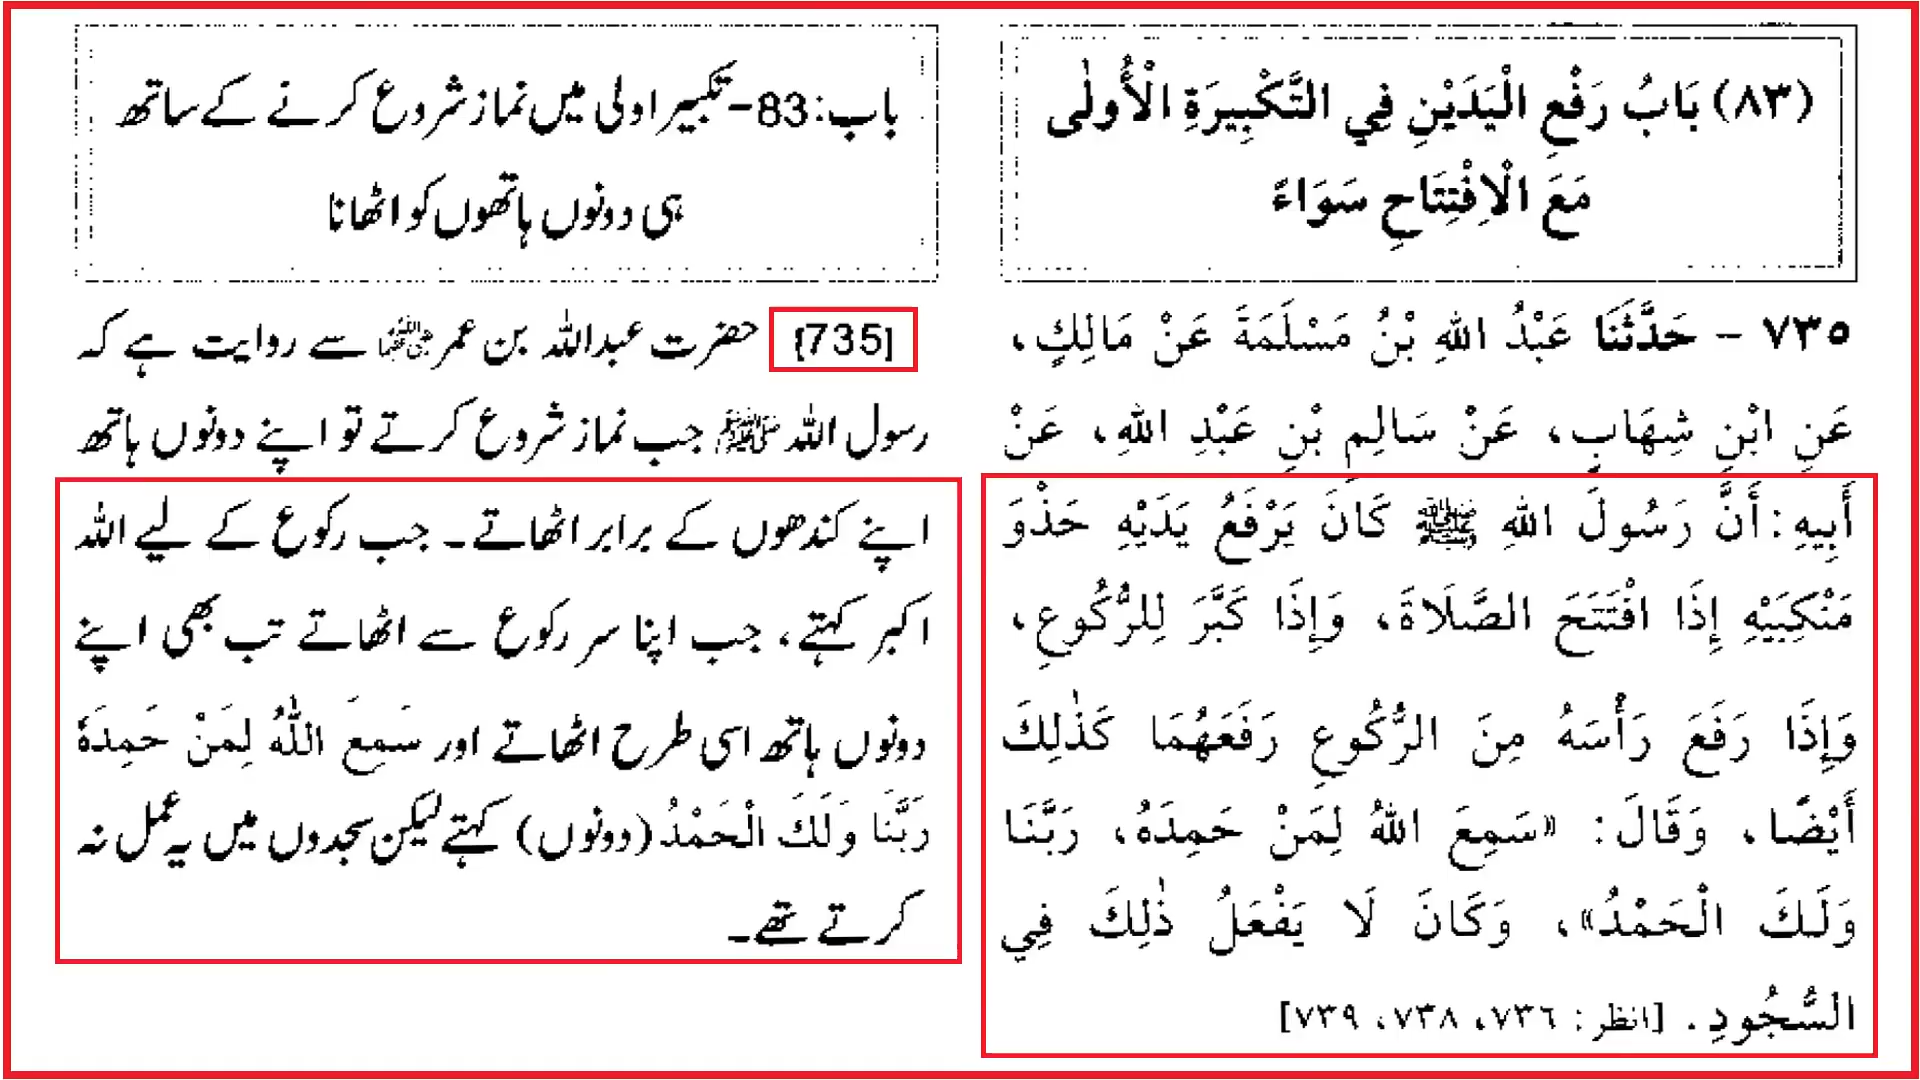 (٨٣) بَابُ رَفْعِ الْيَدَيْنِ فِي التَّكْبِيرَةِ الْأُولٰى
مَعَ الْاِفْتِتَاحِ سَوَاءً
٧٣٥ - حَدَّثَنَا عَبْدُ اللهِ بْنُ مَسْلَمَةَ عَنْ مَالِكٍ،
عَنِ ابْنِ شِهَابٍ، عَنْ سَالِمِ بْنِ عَبْدِ اللهِ، عَنْ
أَبِيهِ: أَنَّ رَسُولَ اللهِ ﷺ كَانَ يَرْفَعُ يَدَيْهِ حَذْوَ
مَنْكِبَيْهِ إِذَا افْتَتَحَ الصَّلَاةَ، وَإِذَا كَبَّرَ لِلرُّكُوعِ،
وَإِذَا رَفَعَ رَأْسَهُ مِنَ الرُّكُوعِ رَفَعَهُمَا كَذٰلِكَ
أَيْضًا، وَقَالَ: «سَمِعَ اللهُ لِمَنْ حَمِدَهُ، رَبَّنَا
وَلَكَ الْحَمْدُ»، وَكَانَ لَا يَفْعَلُ ذٰلِكَ فِي
السُّجُودِ. [انظر: ٧٣٦، ٧٣٨، ٧٣٩]
باب:83-تکبیر اولی میں نماز شروع کرنے کے ساتھ
ہی دونوں ہاتھوں کو اٹھانا
[735] حضرت عبداللہ بن عمر ؓ سے روایت ہے کہ
رسول اللہ ﷺ جب نماز شروع کرتے تو اپنے دونوں ہاتھ
اپنے کندھوں کے برابر اٹھاتے۔ جب رکوع کے لیے اللہ
اکبر کہتے، جب اپنا سر رکوع سے اٹھاتے تب بھی اپنے
دونوں ہاتھ اسی طرح اٹھاتے اور سَمِعَ اللّٰهُ لِمَنْ حَمِدَهُ
رَبَّنَا وَلَكَ الْحَمْدُ (دونوں) کہتے لیکن سجدوں میں یہ عمل نہ
کرتے تھے۔